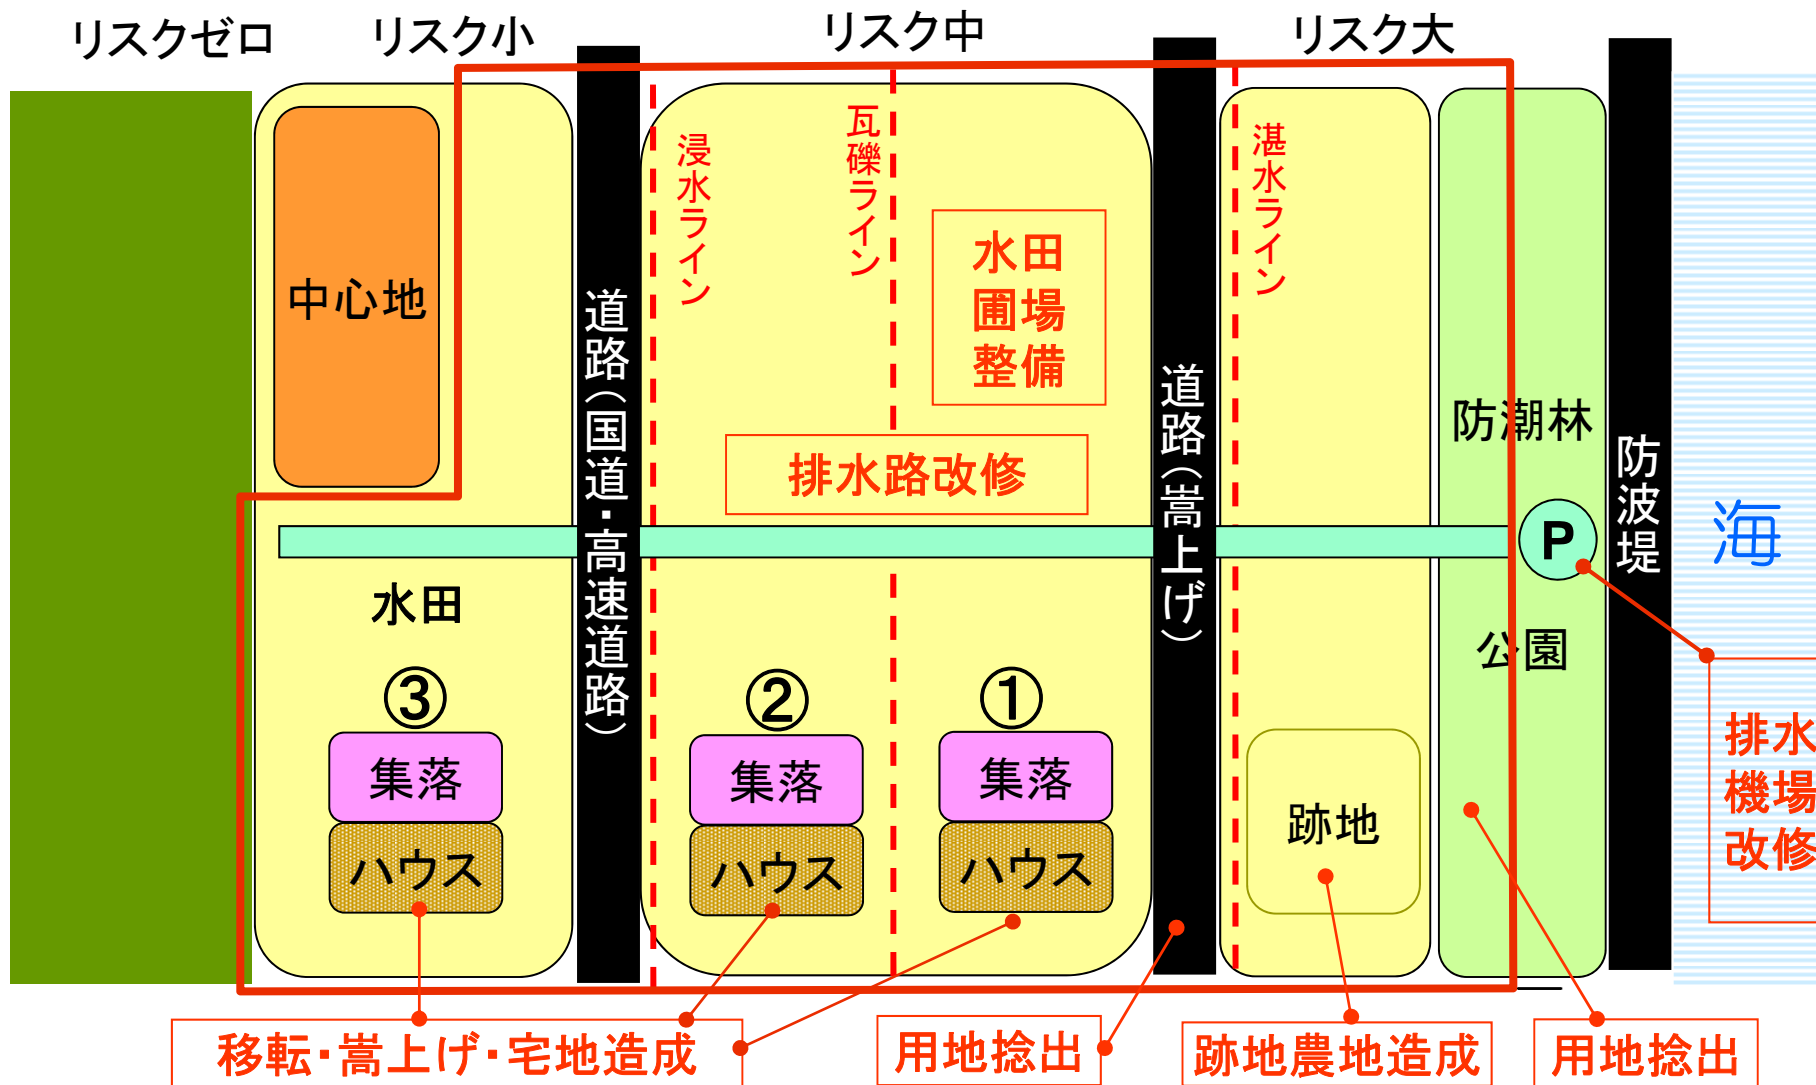 リスクゼロ
リスク小
リスク中
リスク大
中心地
道路（国道・高速道路）
浸水ライン
瓦礫ライン
水田
圃場
整備
排水路改修
道路（嵩上げ）
湛水ライン
防潮林
P
公園
防波堤
海
水田
③
集落
ハウス
②
集落
ハウス
①
集落
ハウス
跡地
排水
機場
改修
移転・嵩上げ・宅地造成
用地捻出
跡地農地造成
用地捻出